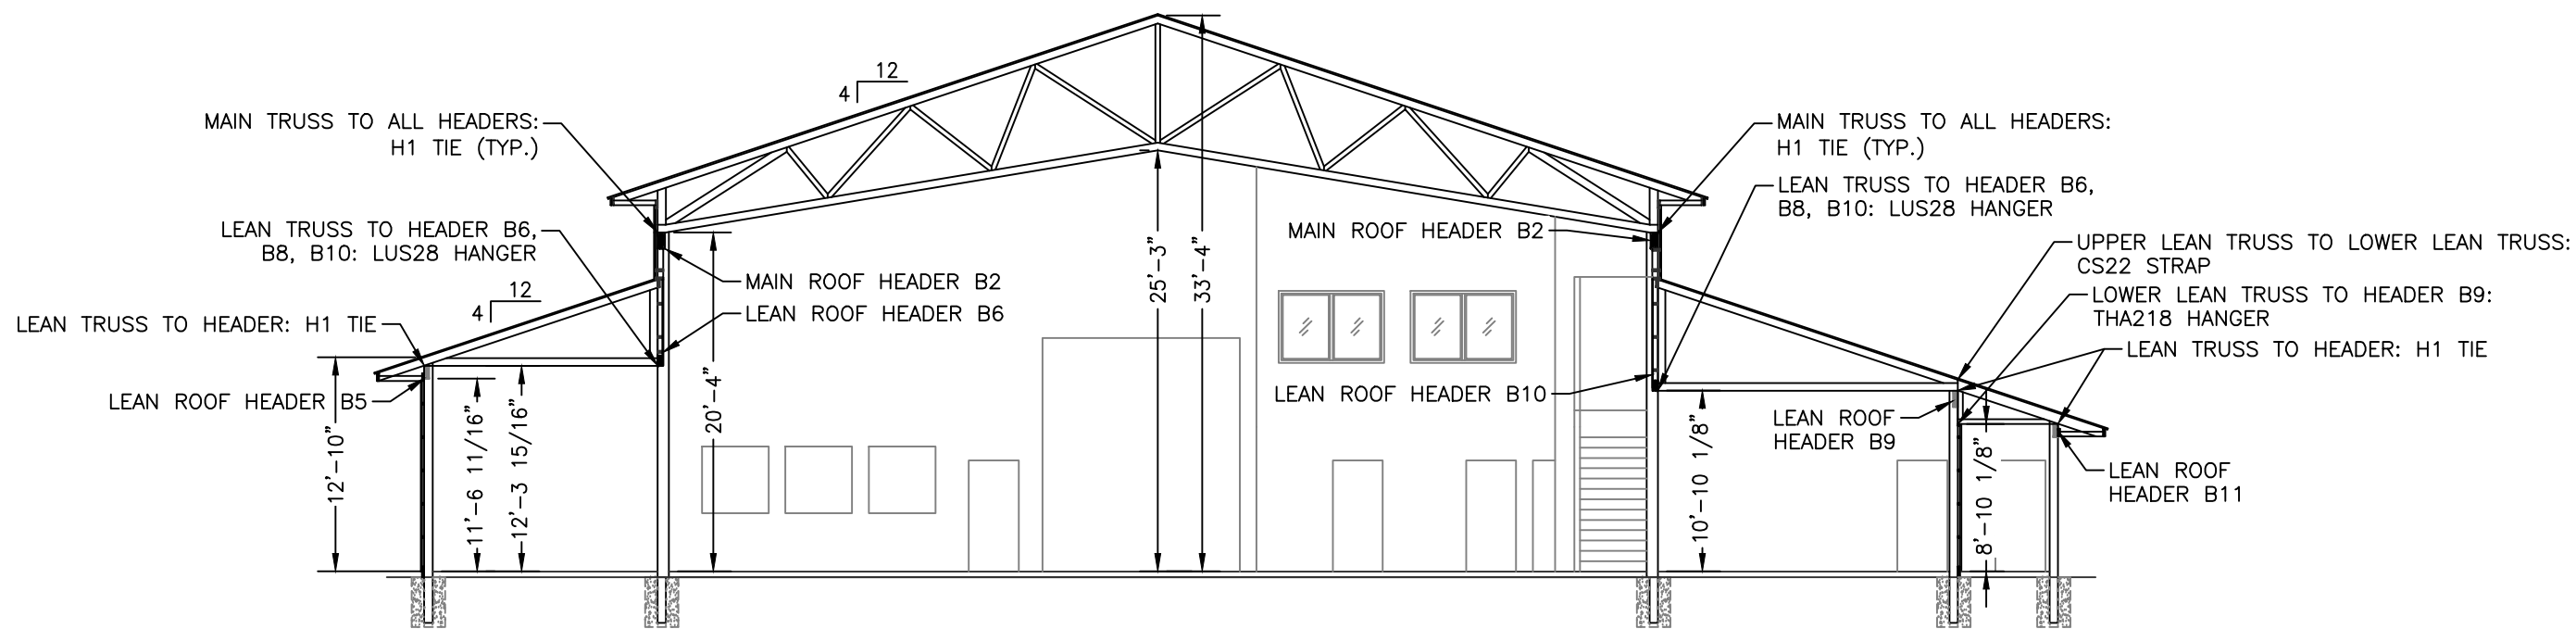 12
4
MAIN TRUSS TO ALL HEADERS:
H1 TIE (TYP.)
MAIN TRUSS TO ALL HEADERS:
H1 TIE (TYP.)
LEAN TRUSS TO HEADER B6,
B8, B10: LUS28 HANGER
LEAN TRUSS TO HEADER B6,
B8, B10: LUS28 HANGER
MAIN ROOF HEADER B2
UPPER LEAN TRUSS TO LOWER LEAN TRUSS:
CS22 STRAP
MAIN ROOF HEADER B2
12
4
LEAN ROOF HEADER B6
LOWER LEAN TRUSS TO HEADER B9:
THA218 HANGER
LEAN TRUSS TO HEADER: H1 TIE
LEAN TRUSS TO HEADER: H1 TIE
LEAN ROOF HEADER B5
LEAN ROOF HEADER B10
LEAN ROOF
HEADER B9
LEAN ROOF
HEADER B11
12'-10"
11'-6 11/16"
12'-3 15/16"
20'-4"
25'-3"
33'-4"
10'-10 1/8"
8'-10 1/8"